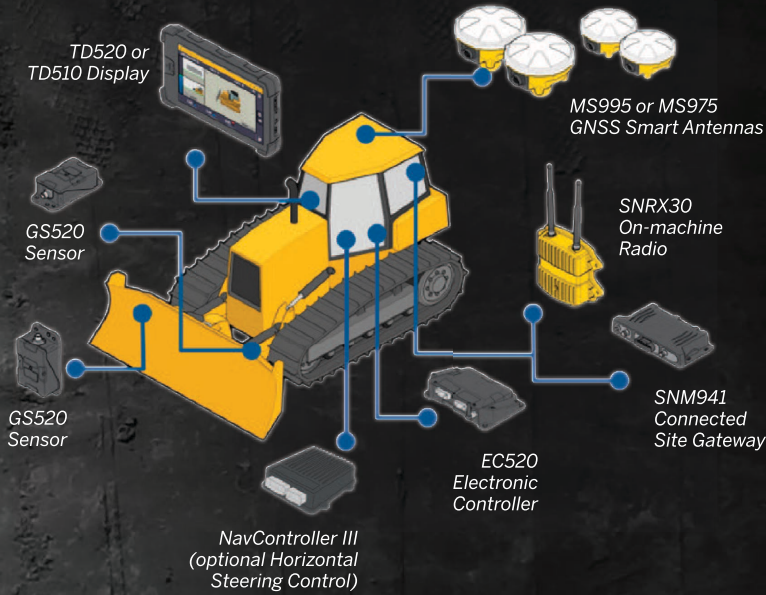 TD520 or
TD510 Display
MS995 or MS975
GNSS Smart Antennas
GS520
Sensor
SNRX30
On-machine
Radio
GS520
Sensor
SNM941
Connected
Site Gateway
EC520
Electronic
Controller
NavController III
(optional Horizontal
Steering Control)